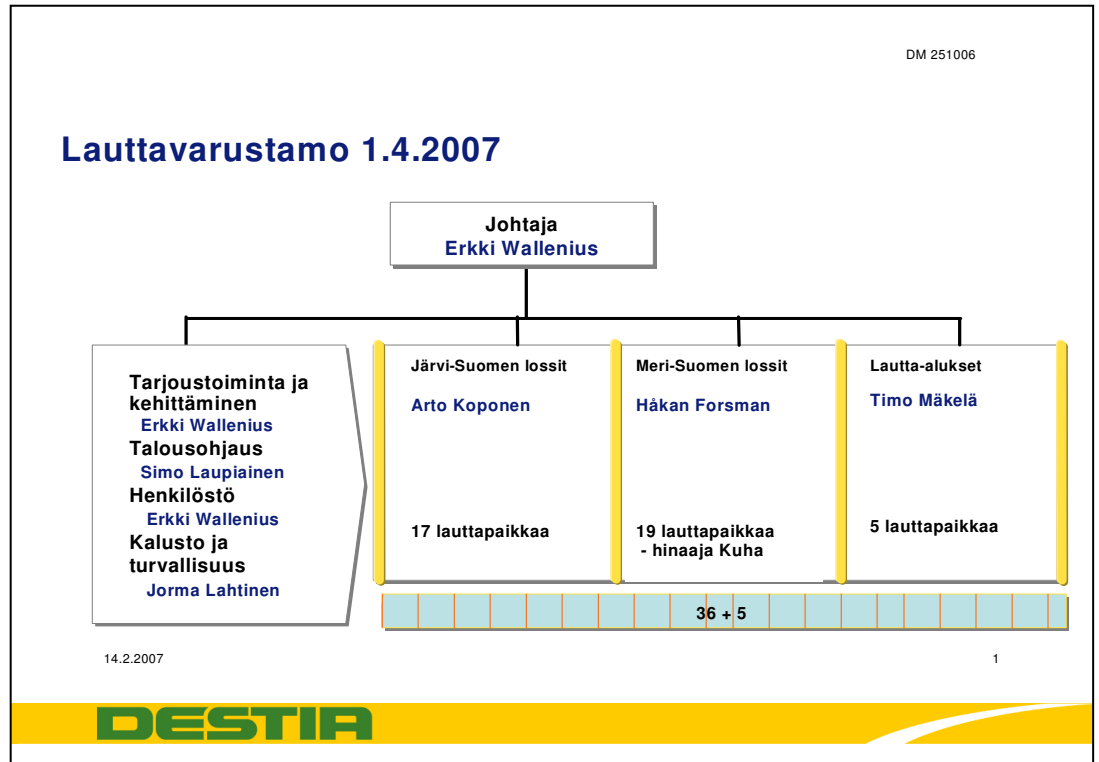 DM 251006
Lauttavarustamo 1.4.2007
Johtaja
Erkki Wallenius
Tarjoustoiminta ja
kehittäminen
Erkki Wallenius
Talousohjaus
Simo Laupiainen
Henkilöstö
Erkki Wallenius
Kalusto ja
turvallisuus
Jorma Lahtinen
Järvi-Suomen lossit
Arto Koponen
17 lauttapaikkaa
Meri-Suomen lossit
Håkan Forsman
19 lauttapaikkaa
- hinaaja Kuha
Lautta-alukset
Timo Mäkelä
5 lauttapaikkaa
36 + 5
14.2.2007
1
DESTIA